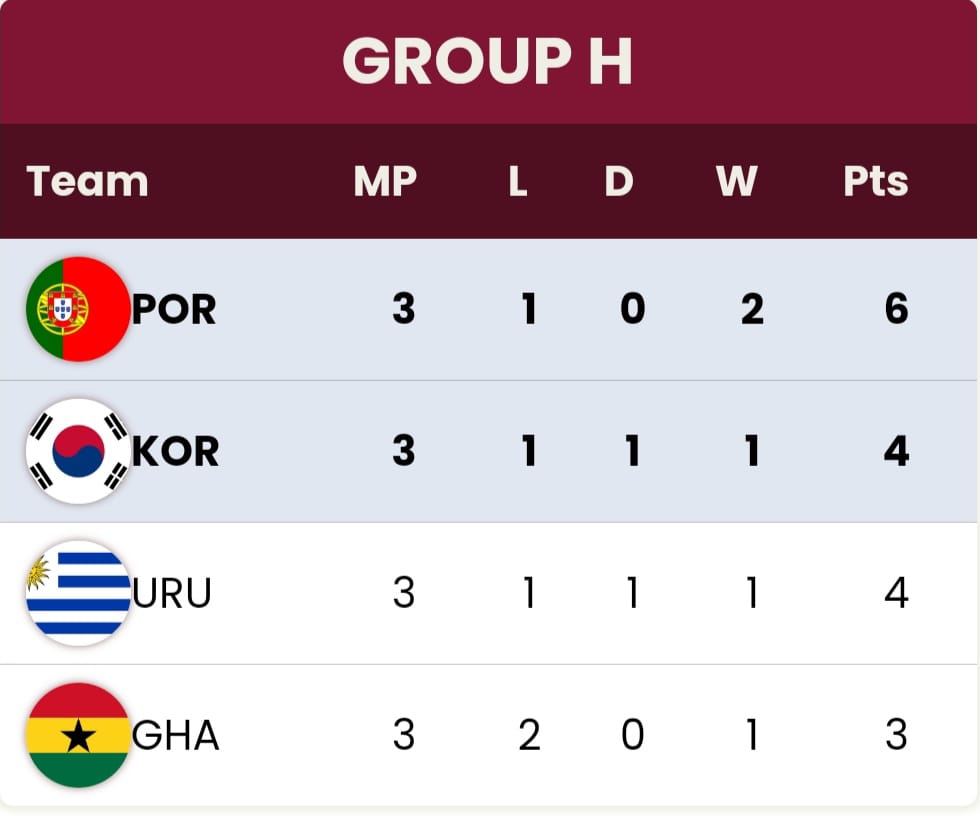 GROUP H
Team MP L D W Pts
POR 3 1 0 2 6
KOR 3 1 1 1 4
URU 3 1 1 1 4
GHA 3 2 0 1 3